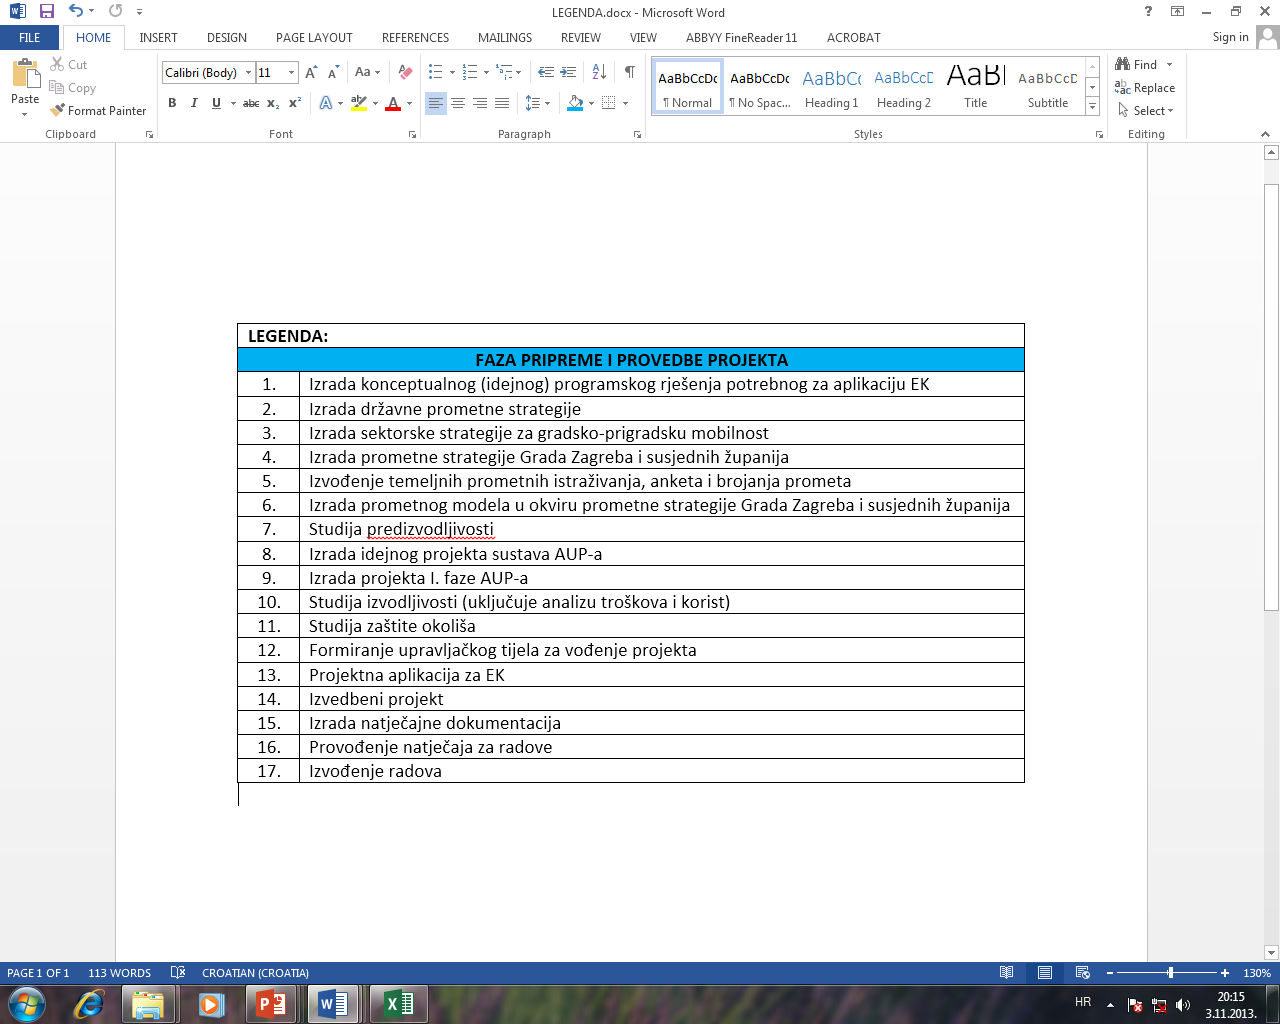 LEGENDA.docx - Microsoft Word
FILE HOME INSERT DESIGN PAGE LAYOUT REFERENCES MAILINGS REVIEW VIEW ABBYY FineReader 11 ACROBAT Sign in
Paste
Cut
Copy
Format Painter
Clipboard
Calibri (Body) 11
Font
Paragraph
AaBbCcDc AaBbCcDc AaBbCc AaBbCcD AaBl AaBbCcD
¶ Normal ¶ No Spac... Heading 1 Heading 2 Title Subtitle
Styles
Find
Replace
Select
Editing
LEGENDA:
FAZA PRIPREME I PROVEDBE PROJEKTA
1. Izrada konceptualnog (idejnog) programskog rješenja potrebnog za aplikaciju EK
2. Izrada državne prometne strategije
3. Izrada sektorske strategije za gradsko-prigradsku mobilnost
4. Izrada prometne strategije Grada Zagreba i susjednih županija
5. Izvođenje temeljnih prometnih istraživanja, anketa i brojanja prometa
6. Izrada prometnog modela u okviru prometne strategije Grada Zagreba i susjednih županija
7. Studija predizvodljivosti
8. Izrada idejnog projekta sustava AUP-a
9. Izrada projekta I. faze AUP-a
10. Studija izvodljivosti (uključuje analizu troškova i korist)
11. Studija zaštite okoliša
12. Formiranje upravljačkog tijela za vođenje projekta
13. Projektna aplikacija za EK
14. Izvedbeni projekt
15. Izrada natječajne dokumentacija
16. Provođenje natječaja za radove
17. Izvođenje radova
PAGE 1 OF 1 113 WORDS CROATIAN (CROATIA) 130%
HR
20:15
3.11.2013.